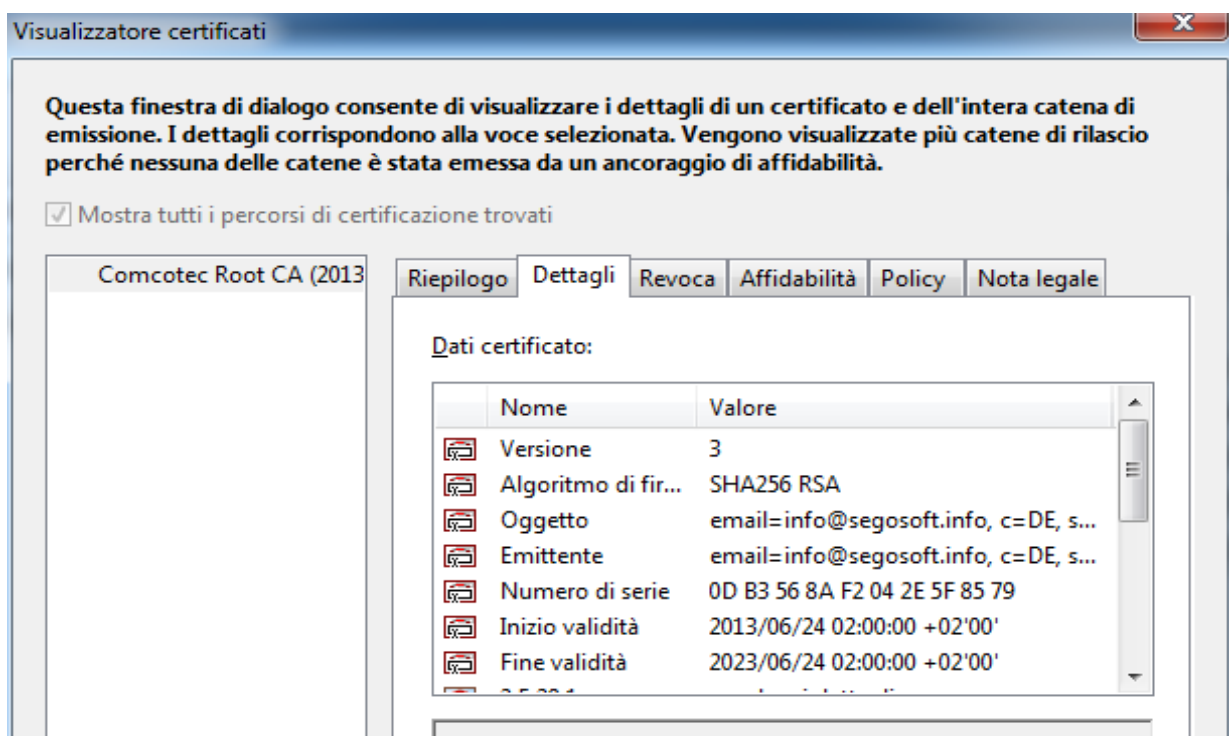 Visualizzatore certificati
Questa finestra di dialogo consente di visualizzare i dettagli di un certificato e dell'intera catena di
emissione. I dettagli corrispondono alla voce selezionata. Vengono visualizzate più catene di rilascio
perché nessuna delle catene è stata emessa da un ancoraggio di affidabilità.
Mostra tutti i percorsi di certificazione trovati
Comcotec Root CA (2013
Riepilogo Dettagli Revoca Affidabilità Policy Nota legale
Dati certificato:
Nome Valore
Versione 3
Algoritmo di fir... SHA256 RSA
Oggetto email=info@segosoft.info, c=DE, s...
Emittente email=info@segosoft.info, c=DE, s...
Numero di serie 0D B3 56 8A F2 04 2E 5F 85 79
Inizio validità 2013/06/24 02:00:00 +02'00'
Fine validità 2023/06/24 02:00:00 +02'00'